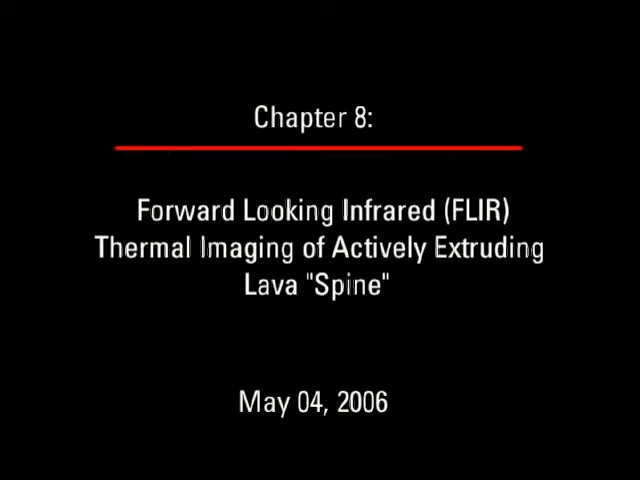 Chapter 8:
Forward Looking Infrared (FLIR)
Thermal Imaging of Actively Extruding
Lava "Spine"
May 04, 2006